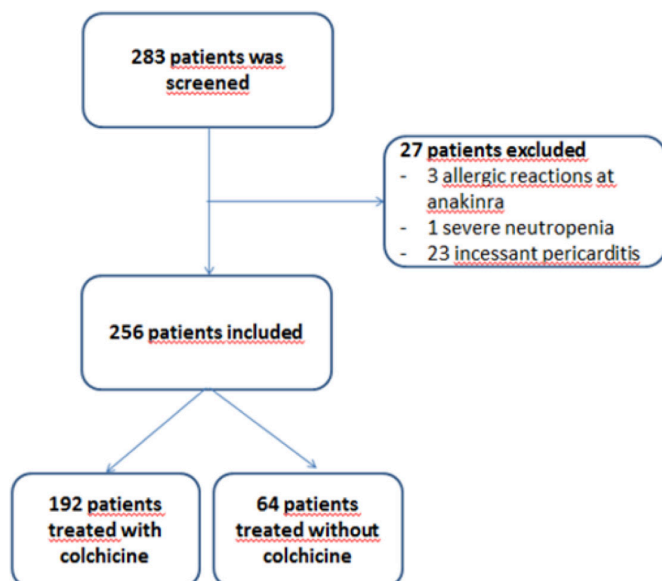 283 patients was
screened
27 patients excluded
- 3 allergic reactions at
anakinra
- 1 severe neutropenia
- 23 incessant pericarditis
256 patients included
192 patients
treated with
colchicine
64 patients
treated without
colchicine